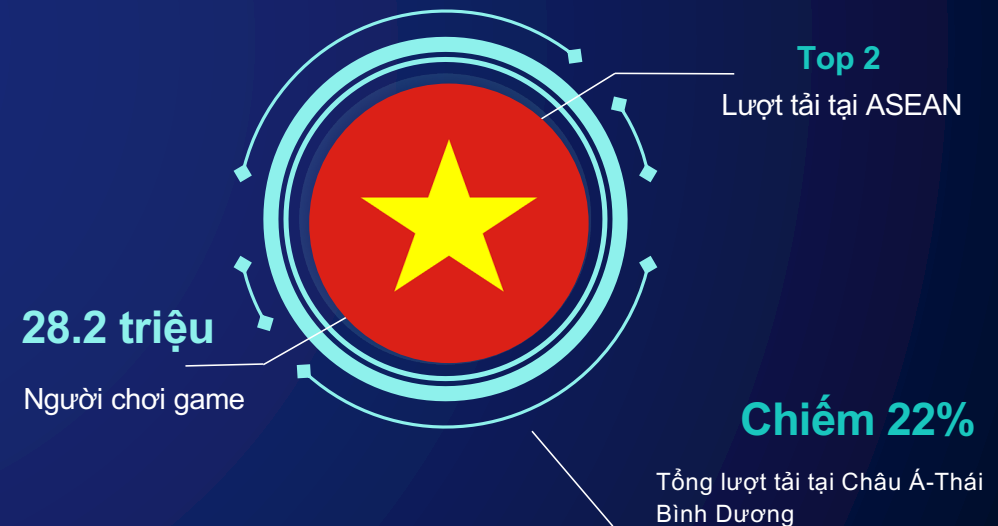 Top 2
Lượt tải tại ASEAN
28.2 triệu
Người chơi game
Chiếm 22%
Tổng lượt tải tại Châu Á-Thái
Bình Dương